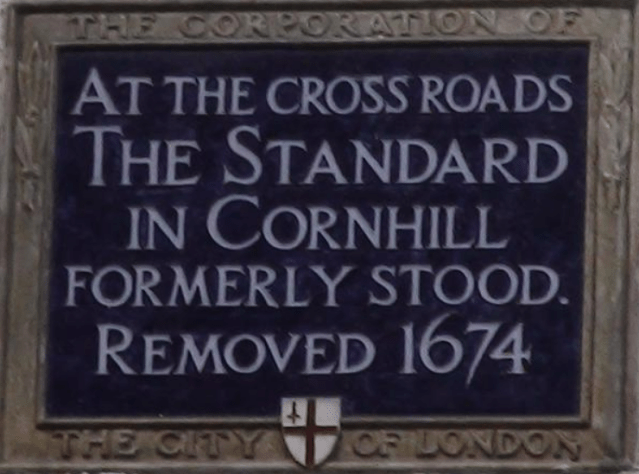 THE CORPORATION OF
AT THE CROSS ROADS
THE STANDARD
IN CORNHILL
FORMERLY STOOD.
REMOVED 1674
THE CITY OF LONDON